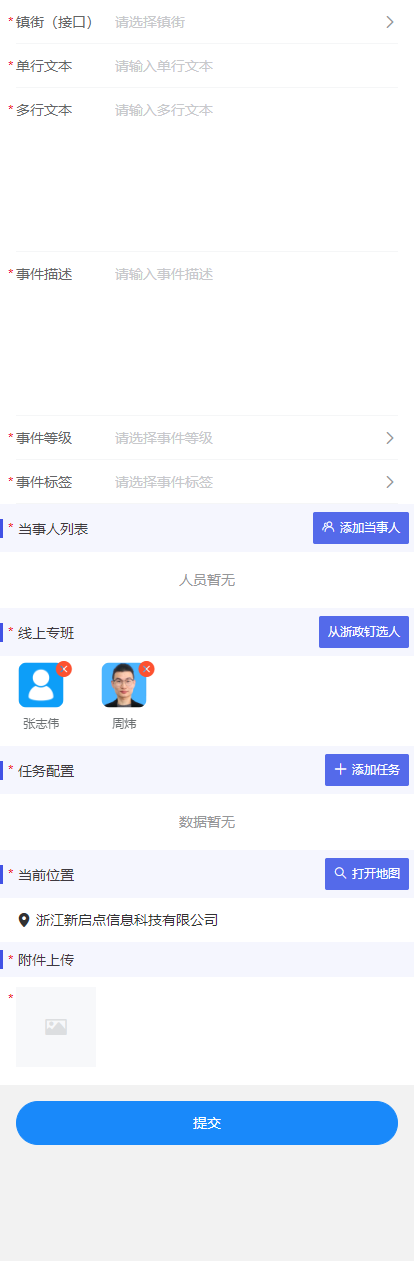 *镇街（接口） 请选择镇街
*单行文本 请输入单行文本
*多行文本 请输入多行文本
*事件描述 请输入事件描述
*事件等级 请选择事件等级
*事件标签 请选择事件标签
*当事人列表 添加当事人
人员暂无
*线上专班 从浙政钉选人
张志伟 周炜
*任务配置 添加任务
数据暂无
*当前位置 打开地图
浙江新启点信息科技有限公司
*附件上传
*
提交